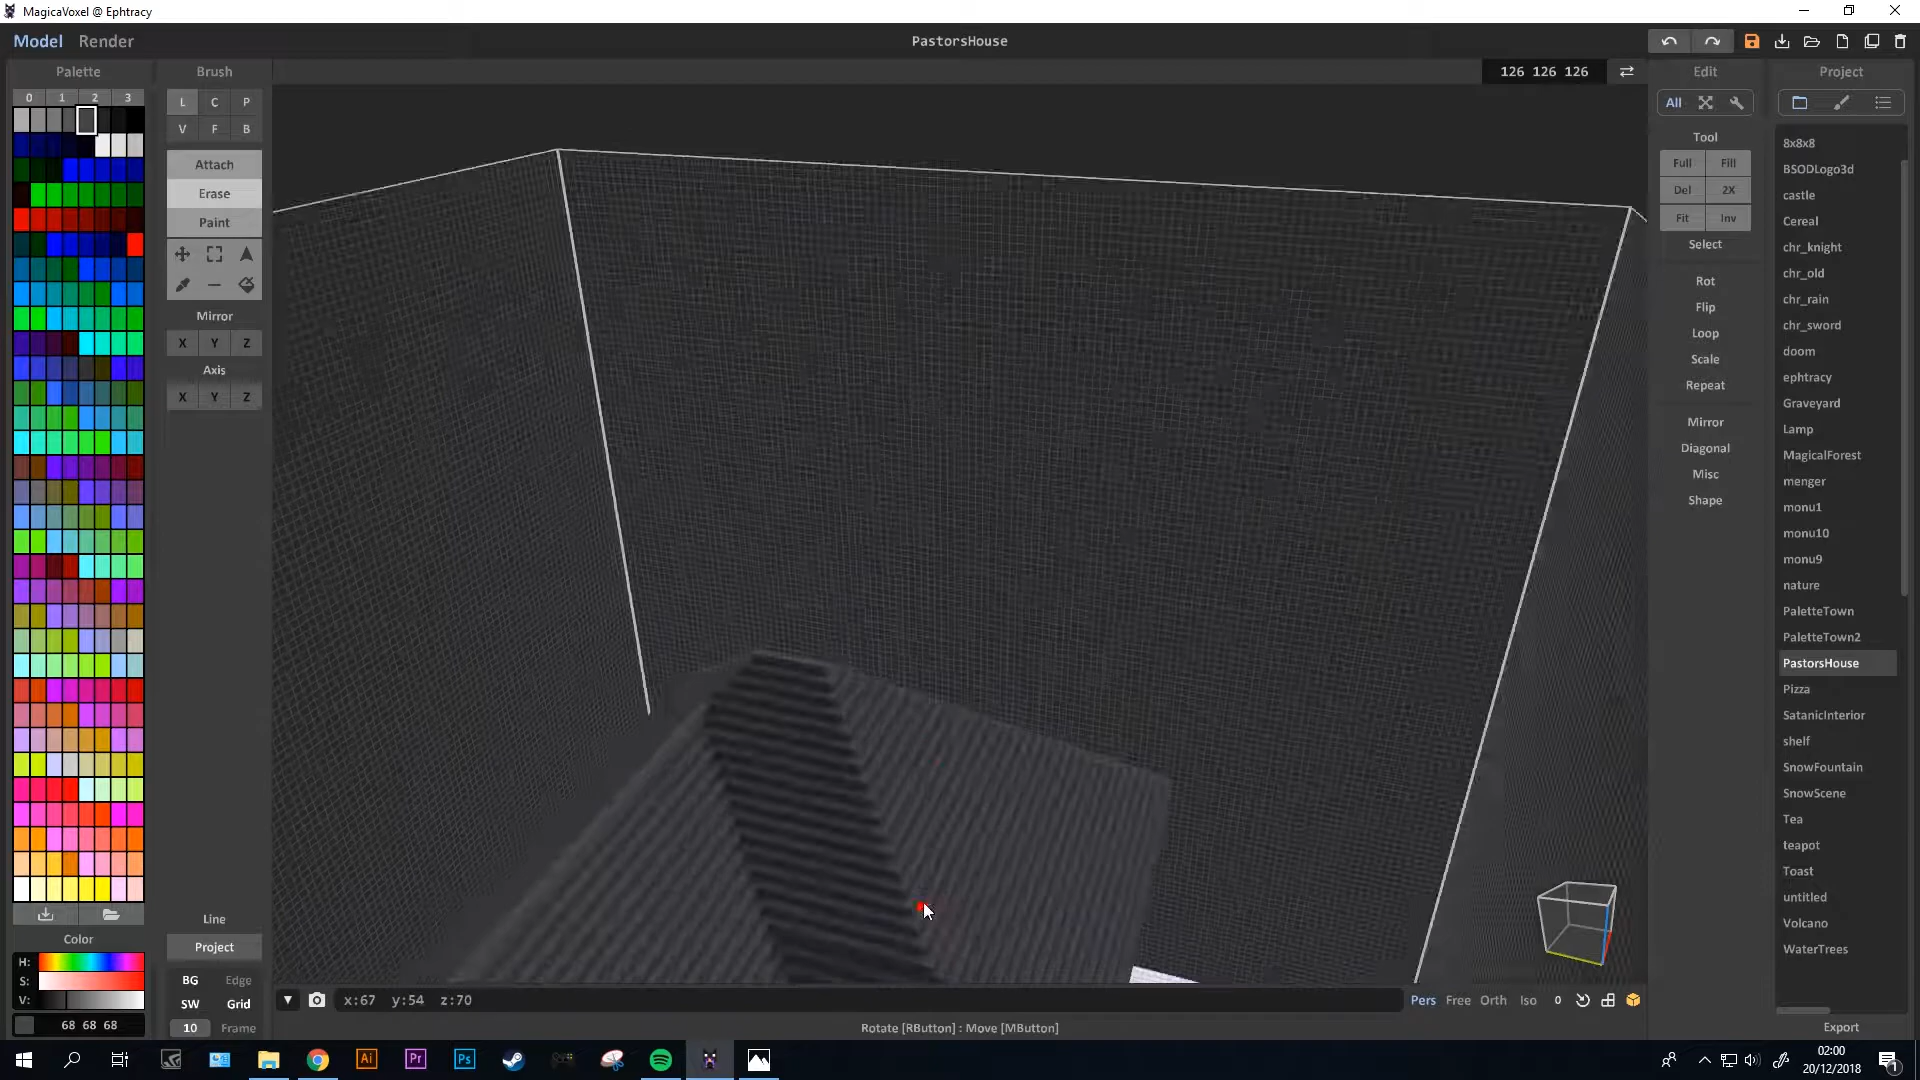 MagicaVoxel @ Ephtracy
Model Render
PastorsHouse
Palette
0 1 2 3
Color
H:
S:
V:
68 68 68
Brush
L C P
V F B
Attach
Erase
Paint
Mirror
X Y Z
Axis
X Y Z
Line
Project
BG Edge
SW Grid
10 Frame
126 126 126
x:67 y:54 z:70
Pers Free Orth Iso 0
Rotate [RButton] : Move [MButton]
Edit
All
Tool
Full Fill
Del 2X
Fit Inv
Select
Rot
Flip
Loop
Scale
Repeat
Mirror
Diagonal
Misc
Shape
Project
8x8x8
BSODLogo3d
castle
Cereal
chr_knight
chr_old
chr_rain
chr_sword
doom
ephtracy
Graveyard
Lamp
MagicalForest
menger
monu1
monu10
monu9
nature
PaletteTown
PaletteTown2
PastorsHouse
Pizza
SatanicInterior
shelf
SnowFountain
SnowScene
Tea
teapot
Toast
untitled
Volcano
WaterTrees
Export
Ai Pr Ps
02:00
20/12/2018
1